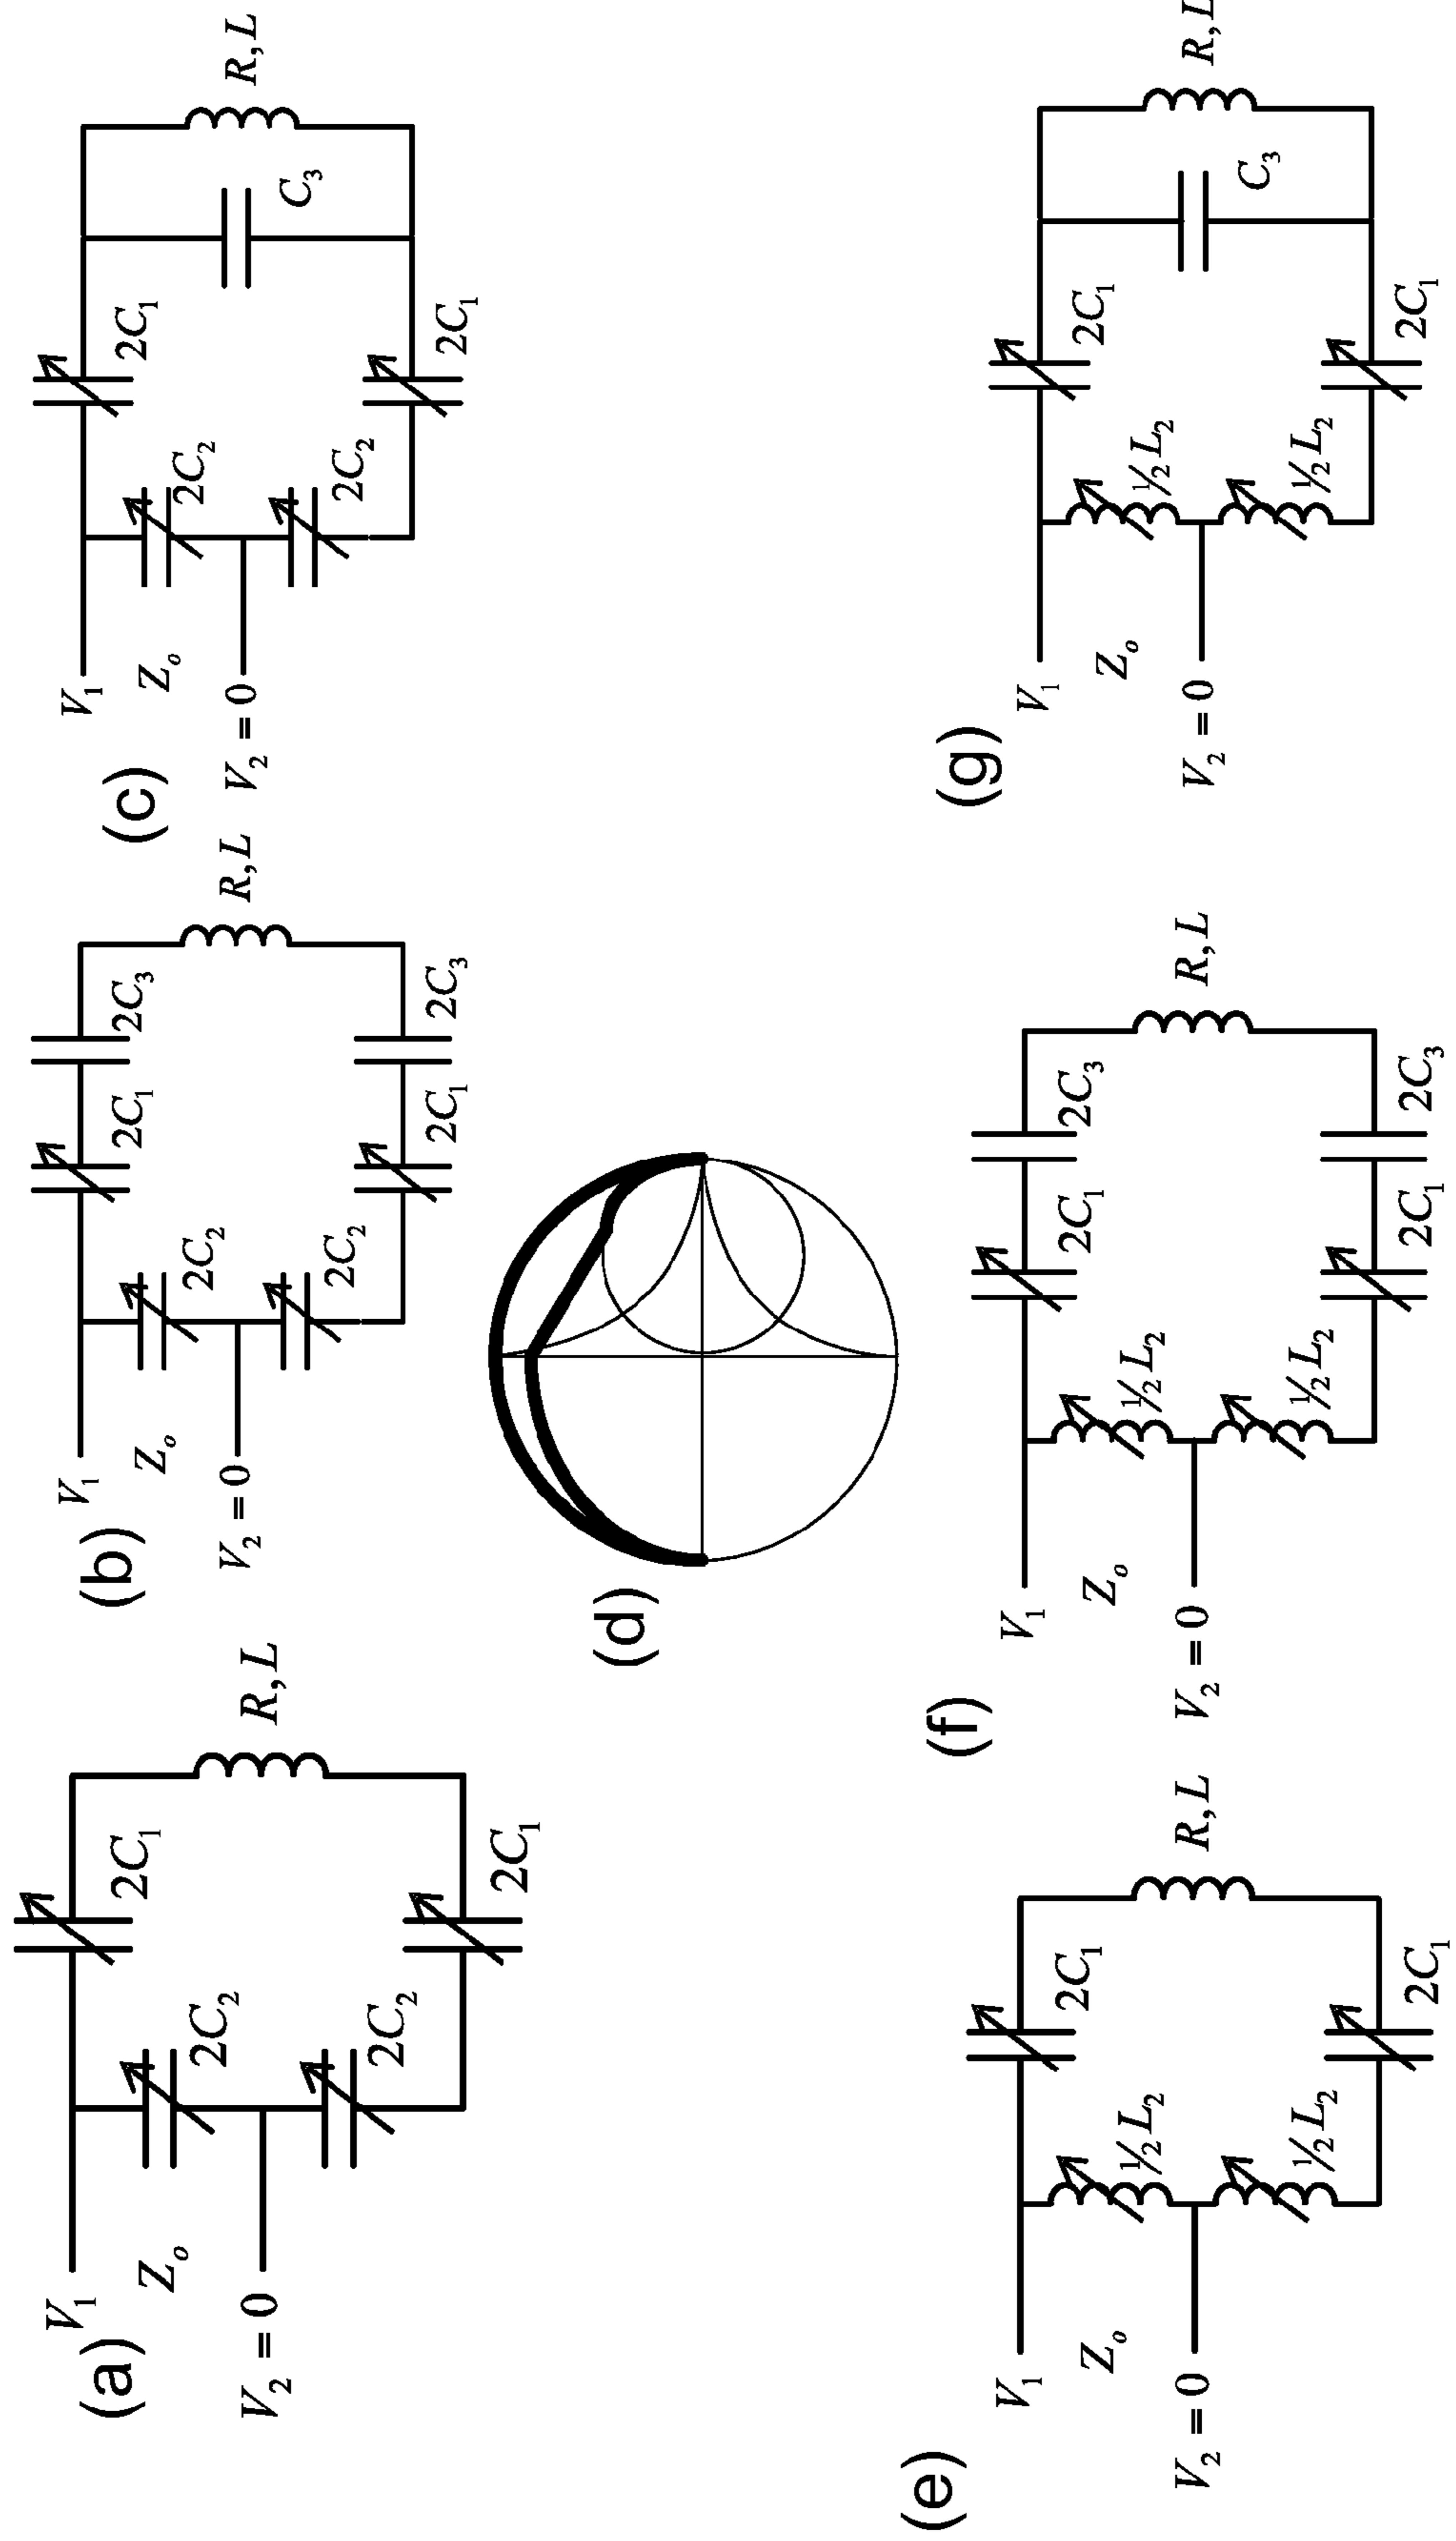 (a)
V₁
Zₒ
V₂ = 0
2C₂
2C₂
2C₁
2C₁
R, L
(b)
V₁
Zₒ
V₂ = 0
2C₂
2C₂
2C₁
2C₁
2C₃
2C₃
R, L
(c)
V₁
Zₒ
V₂ = 0
2C₂
2C₂
2C₁
2C₁
C₃
R, L
(d)
(e)
V₁
Zₒ
V₂ = 0
½L₂
½L₂
2C₁
2C₁
R, L
(f)
V₁
Zₒ
V₂ = 0
½L₂
½L₂
2C₁
2C₁
2C₃
2C₃
R, L
(g)
V₁
Zₒ
V₂ = 0
½L₂
½L₂
2C₁
2C₁
C₃
R, L